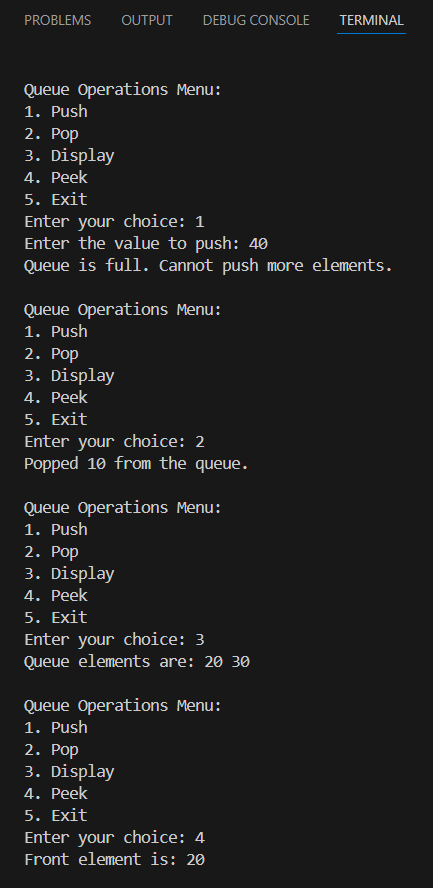 PROBLEMS OUTPUT DEBUG CONSOLE TERMINAL
Queue Operations Menu:
1. Push
2. Pop
3. Display
4. Peek
5. Exit
Enter your choice: 1
Enter the value to push: 40
Queue is full. Cannot push more elements.
Queue Operations Menu:
1. Push
2. Pop
3. Display
4. Peek
5. Exit
Enter your choice: 2
Popped 10 from the queue.
Queue Operations Menu:
1. Push
2. Pop
3. Display
4. Peek
5. Exit
Enter your choice: 3
Queue elements are: 20 30
Queue Operations Menu:
1. Push
2. Pop
3. Display
4. Peek
5. Exit
Enter your choice: 4
Front element is: 20